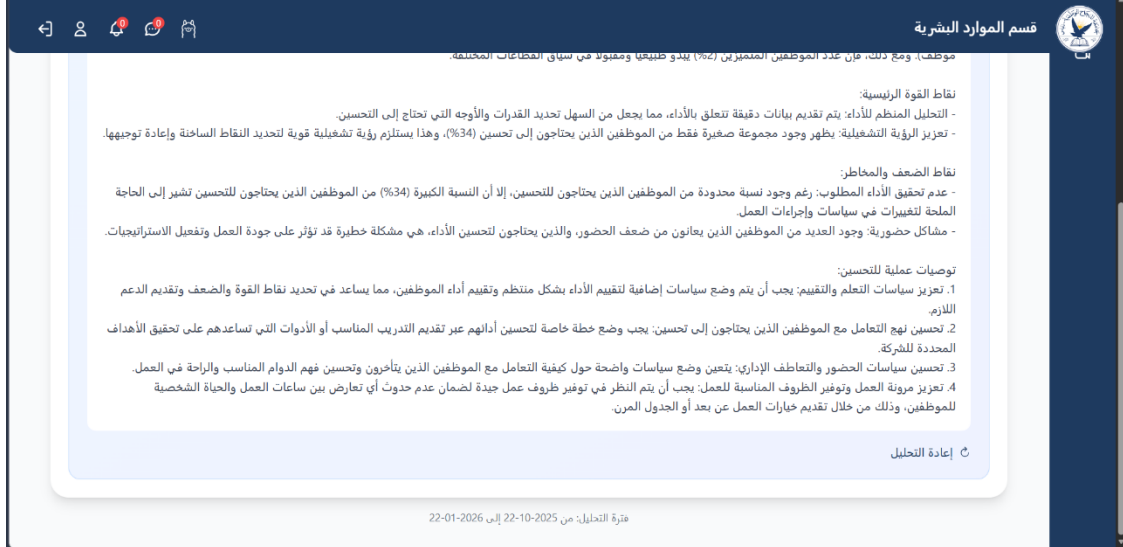 قسم الموارد البشرية
0
0
موظف). ومع ذلك، فإن عدد الموظفين المتميزين (2%) يبدو طبيعيا ومقبولا في سياق القطاعات المختلفة.
نقاط القوة الرئيسية:
- التحليل المنظم للأداء: يتم تقديم بيانات دقيقة تتعلق بالأداء، مما يجعل من السهل تحديد القدرات والأوجه التي تحتاج إلى التحسين.
- تعزيز الرؤية التشغيلية: يظهر وجود مجموعة صغيرة فقط من الموظفين الذين يحتاجون إلى تحسين (34%)، وهذا يستلزم رؤية تشغيلية قوية لتحديد النقاط الساخنة وإعادة توجيهها.
نقاط الضعف والمخاطر:
- عدم تحقيق الأداء المطلوب: رغم وجود نسبة محدودة من الموظفين الذين يحتاجون للتحسين، إلا أن النسبة الكبيرة (34%) من الموظفين الذين يحتاجون للتحسين تشير إلى الحاجة
الملحة لتغييرات في سياسات وإجراءات العمل.
- مشاكل حضورية: وجود العديد من الموظفين الذين يعانون من ضعف الحضور، والذين يحتاجون لتحسين الأداء، هي مشكلة خطيرة قد تؤثر على جودة العمل وتفعيل الاستراتيجيات.
توصيات عملية للتحسين:
1. تعزيز سياسات التعلم والتقييم: يجب أن يتم وضع سياسات إضافية لتقييم الأداء بشكل منتظم وتقييم أداء الموظفين، مما يساعد في تحديد نقاط القوة والضعف وتقديم الدعم
اللازم.
2. تحسين نهج التعامل مع الموظفين الذين يحتاجون إلى تحسين: يجب وضع خطة خاصة لتحسين أدائهم عبر تقديم التدريب المناسب أو الأدوات التي تساعدهم على تحقيق الأهداف
المحددة للشركة.
3. تحسين سياسات الحضور والتعاطف الإداري: يتعين وضع سياسات واضحة حول كيفية التعامل مع الموظفين الذين يتأخرون وتحسين فهم الدوام المناسب والراحة في العمل.
4. تعزيز مرونة العمل وتوفير الظروف المناسبة للعمل: يجب أن يتم النظر في توفير ظروف عمل جيدة لضمان عدم حدوث أي تعارض بين ساعات العمل والحياة الشخصية
للموظفين، وذلك من خلال تقديم خيارات العمل عن بعد أو الجدول المرن.
إعادة التحليل
فترة التحليل: من 2025-10-22 إلى 2026-01-22